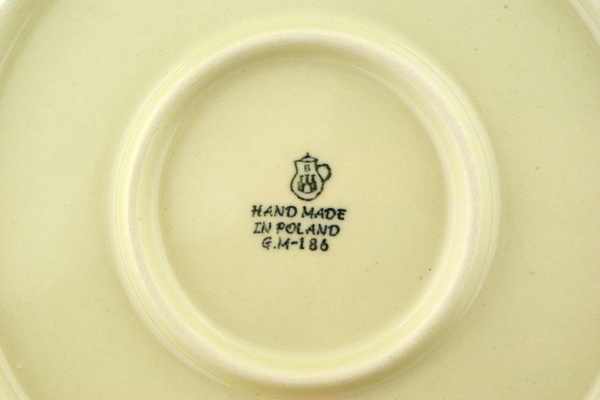 B
HAND MADE
IN POLAND
G.M-186